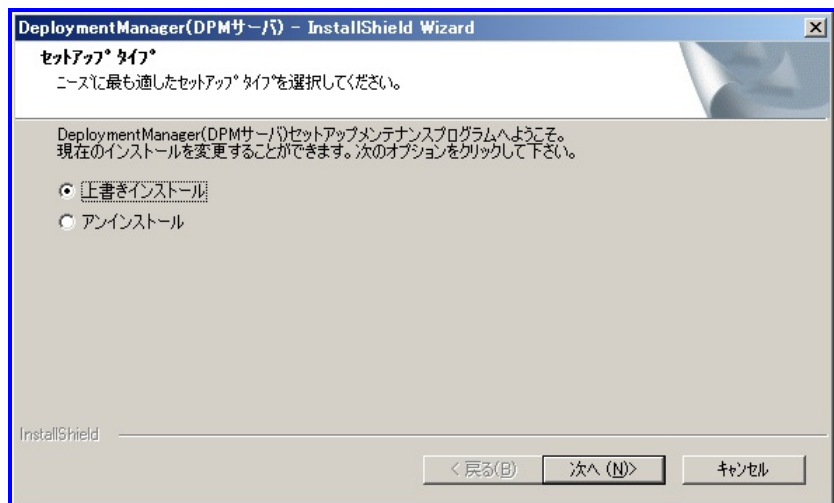 DeploymentManager(DPMサーバ) - InstallShield Wizard
セットアップ タイプ
ニーズに最も適したセットアップ タイプを選択してください。
DeploymentManager(DPMサーバ)セットアップメンテナンスプログラムへようこそ。
現在のインストールを変更することができます。次のオプションをクリックして下さい。
上書きインストール
アンインストール
InstallShield
< 戻る(B)
次へ (N)>
キャンセル